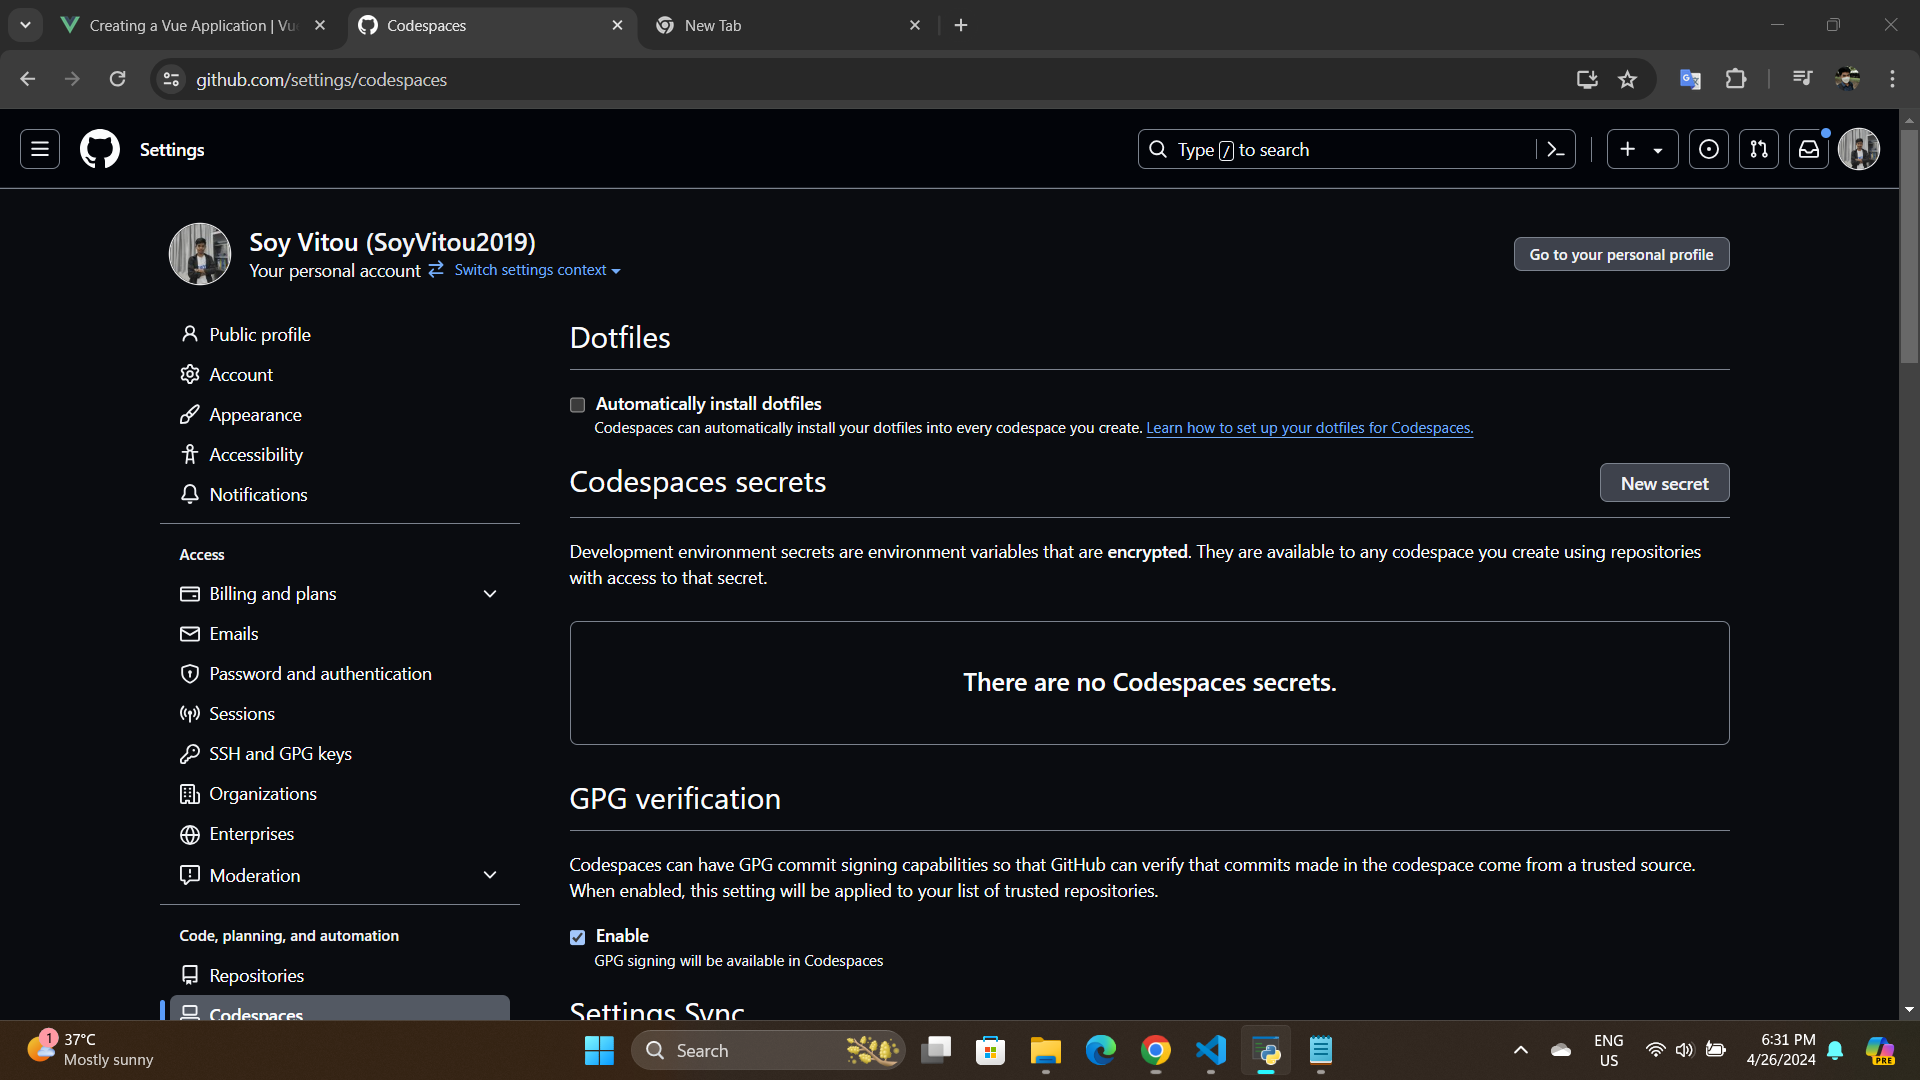 Creating a Vue Application | Vue
Codespaces
New Tab
github.com/settings/codespaces
Settings
Type / to search
Soy Vitou (SoyVitou2019)
Your personal account
Switch settings context
Go to your personal profile
Public profile
Account
Appearance
Accessibility
Notifications
Access
Billing and plans
Emails
Password and authentication
Sessions
SSH and GPG keys
Organizations
Enterprises
Moderation
Code, planning, and automation
Repositories
Codespaces
Dotfiles
Automatically install dotfiles
Codespaces can automatically install your dotfiles into every codespace you create. Learn how to set up your dotfiles for Codespaces.
Codespaces secrets
New secret
Development environment secrets are environment variables that are encrypted. They are available to any codespace you create using repositories
with access to that secret.
There are no Codespaces secrets.
GPG verification
Codespaces can have GPG commit signing capabilities so that GitHub can verify that commits made in the codespace come from a trusted source.
When enabled, this setting will be applied to your list of trusted repositories.
Enable
GPG signing will be available in Codespaces
Settings Sync
1
37°C
Mostly sunny
Search
ENG
US
6:31 PM
4/26/2024
PRE